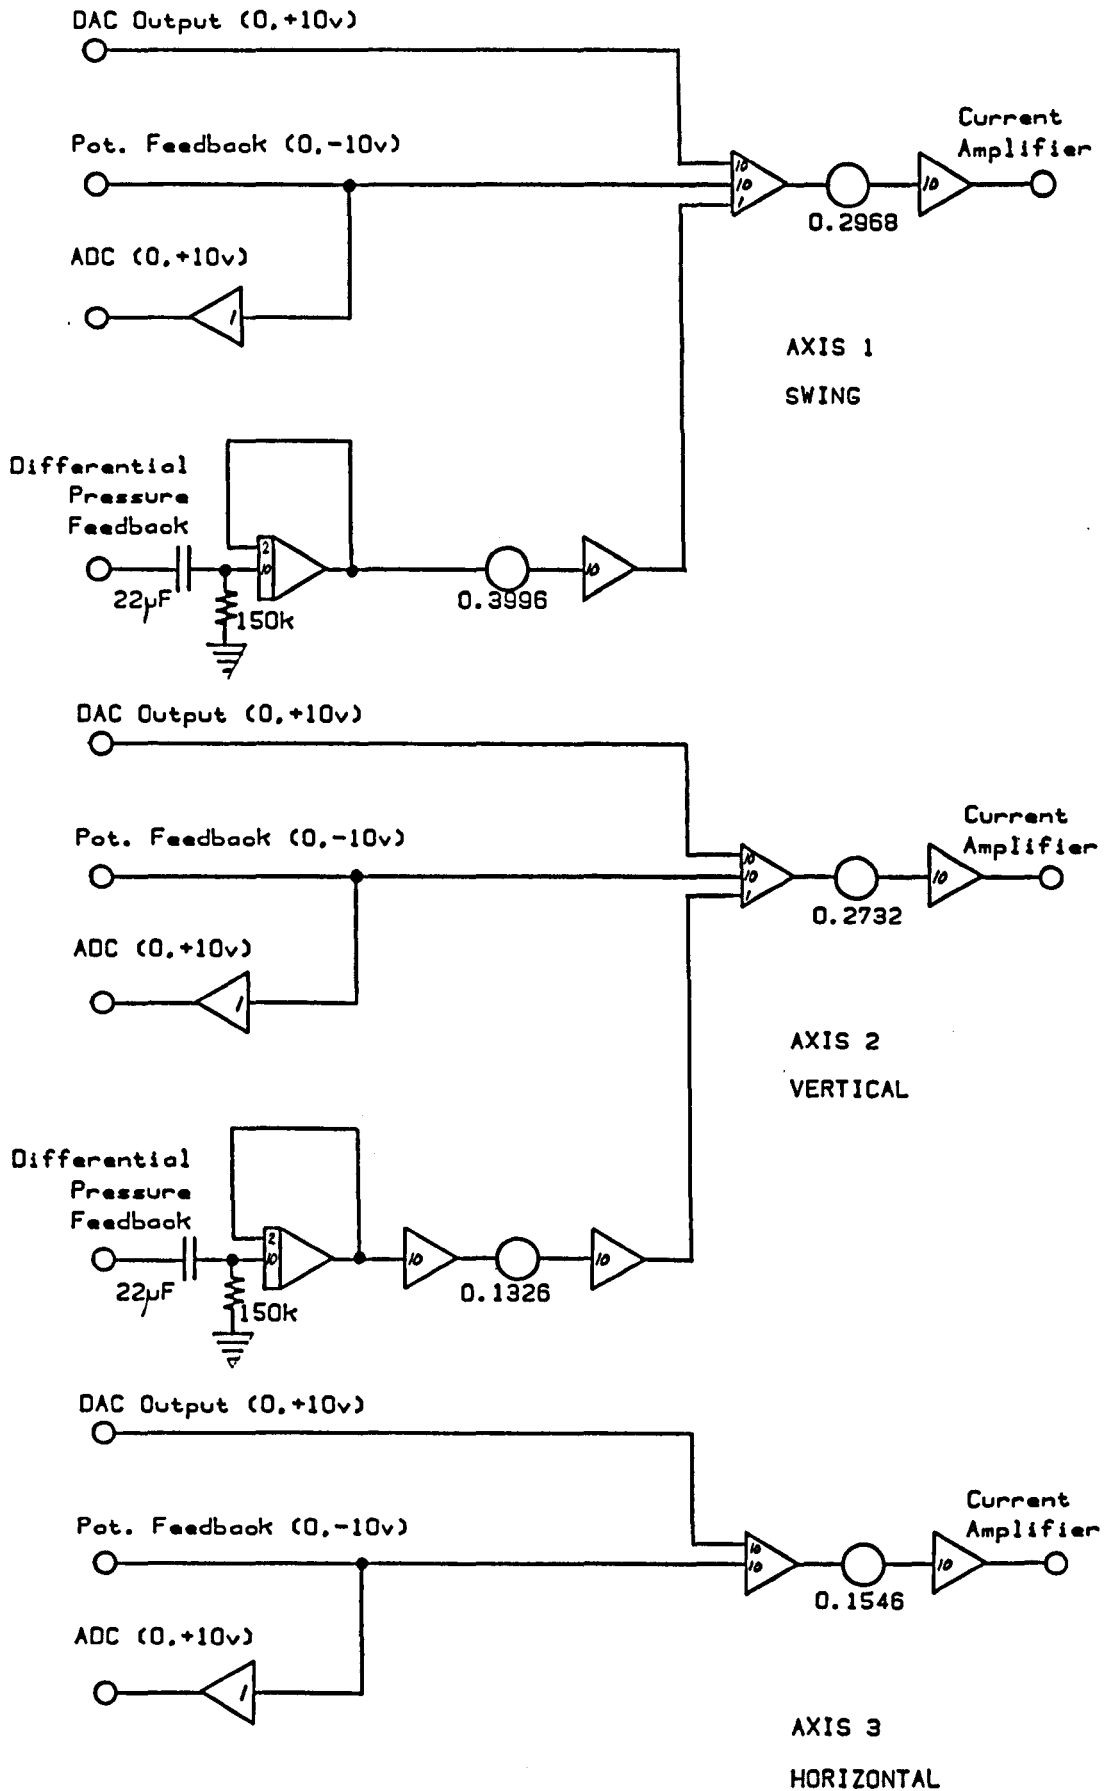 DAC Output (0,+10v)
Current
Amplifier
Pot. Feedback (0,-10v)
10
10
1
10
0.2968
ADC (0,+10v)
1
AXIS 1
SWING
Differential
Pressure
Feedback
2
10
10
22µF
150k
0.3996
DAC Output (0,+10v)
Current
Amplifier
Pot. Feedback (0,-10v)
10
10
1
10
0.2732
ADC (0,+10v)
1
AXIS 2
VERTICAL
Differential
Pressure
Feedback
2
10
10
10
22µF
150k
0.1326
DAC Output (0,+10v)
Current
Amplifier
Pot. Feedback (0,-10v)
10
10
10
0.1546
ADC (0,+10v)
1
AXIS 3
HORIZONTAL